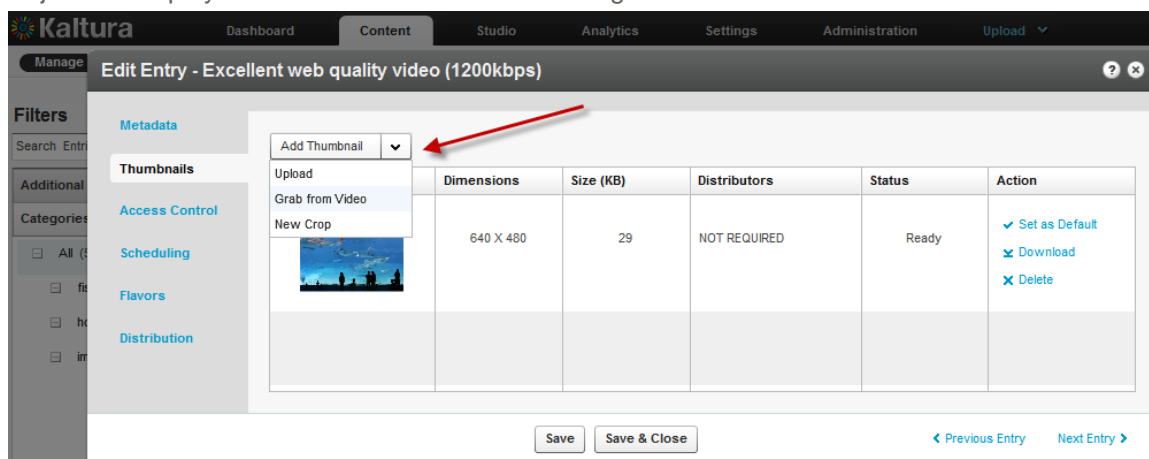 Kaltura Dashboard Content Studio Analytics Settings Administration Upload
Manage
Edit Entry - Excellent web quality video (1200kbps)
Filters
Search Entri
Additional
Categories
All (5
fis
ho
im
Metadata
Thumbnails
Access Control
Scheduling
Flavors
Distribution
Add Thumbnail
Upload
Grab from Video
New Crop
Dimensions Size (KB) Distributors Status Action
640 X 480 29 NOT REQUIRED Ready
Set as Default
Download
Delete
Save Save & Close
Previous Entry Next Entry